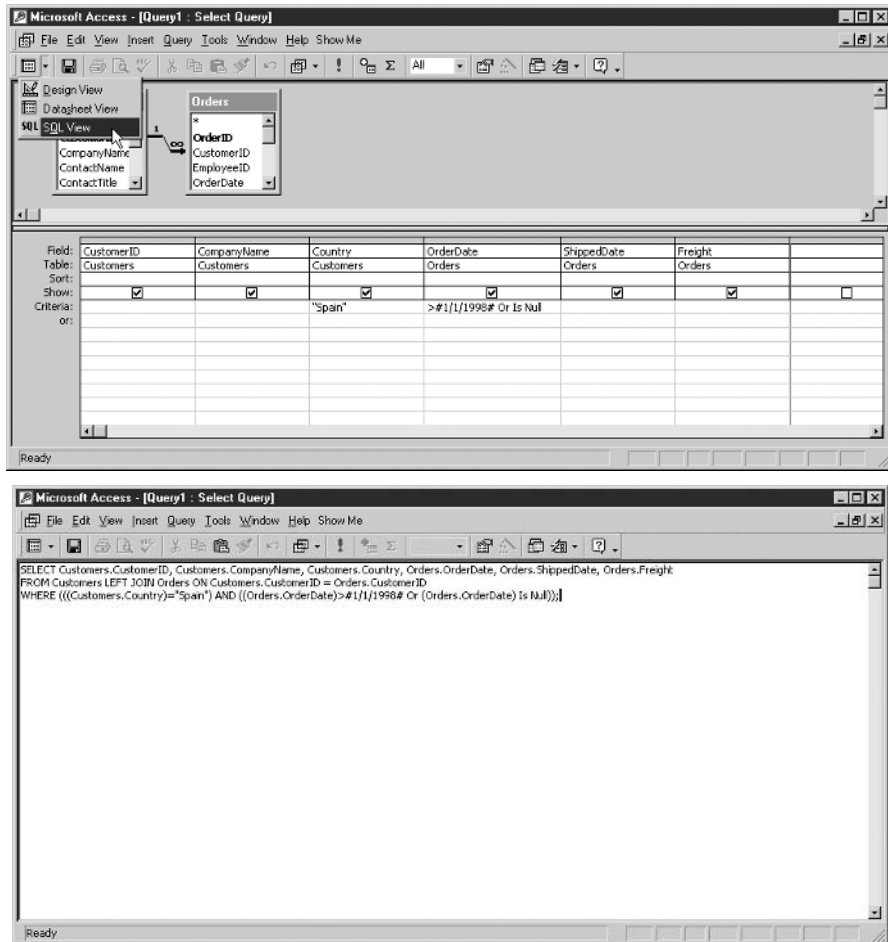 Microsoft Access - [Query1 : Select Query]
File Edit View Insert Query Tools Window Help Show Me
All
Design View
Datasheet View
SQL SQL View
CompanyName
ContactName
ContactTitle
1
∞
Orders
*
OrderID
CustomerID
EmployeeID
OrderDate
Field: CustomerID CompanyName Country OrderDate ShippedDate Freight
Table: Customers Customers Customers Orders Orders Orders
Sort:
Show:
Criteria: "Spain" >#1/1/1998# Or Is Null
or:
Ready
Microsoft Access - [Query1 : Select Query]
File Edit View Insert Query Tools Window Help Show Me
SELECT Customers.CustomerID, Customers.CompanyName, Customers.Country, Orders.OrderDate, Orders.ShippedDate, Orders.Freight
FROM Customers LEFT JOIN Orders ON Customers.CustomerID = Orders.CustomerID
WHERE (((Customers.Country)="Spain") AND ((Orders.OrderDate)>#1/1/1998# Or (Orders.OrderDate) Is Null));
Ready